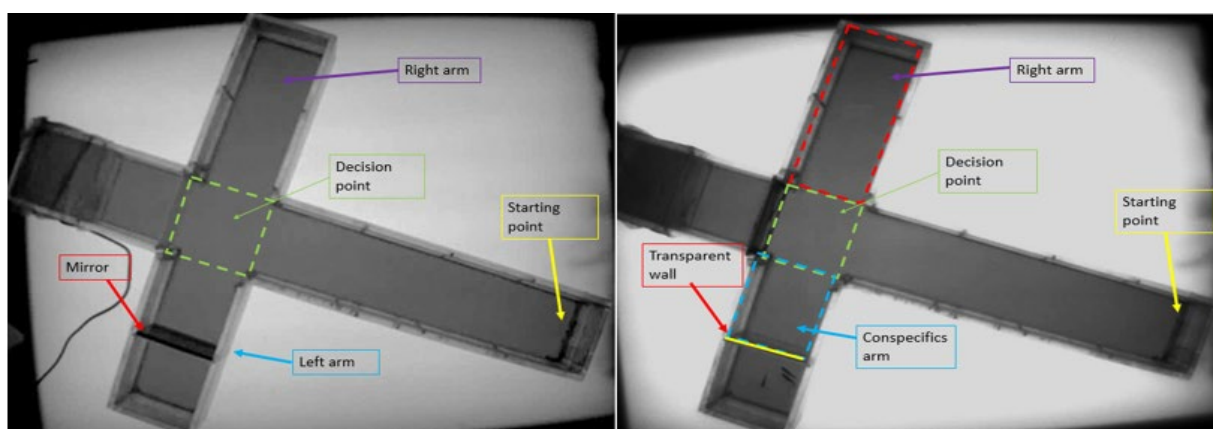 Right arm
Decision
point
Starting
point
Mirror
Left arm
Right arm
Decision
point
Starting
point
Transparent
wall
Conspecifics
arm